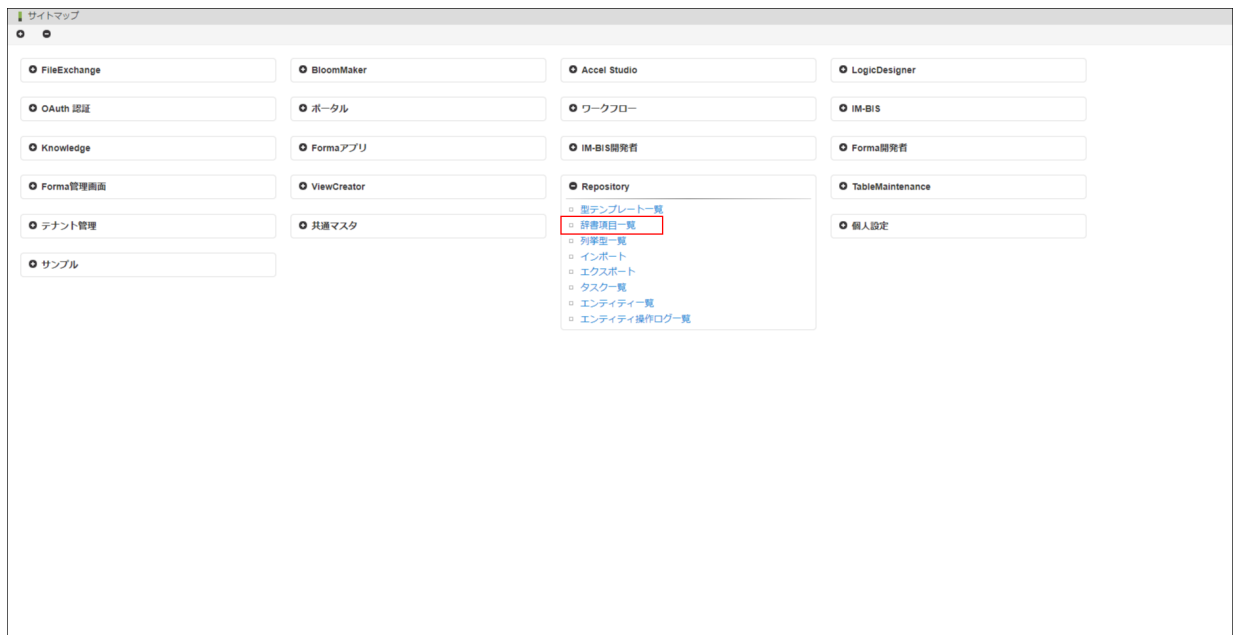 サイトマップ
FileExchange
BloomMaker
Accel Studio
LogicDesigner
OAuth 認証
ポータル
ワークフロー
IM-BIS
Knowledge
Formaアプリ
IM-BIS開発者
Forma開発者
Forma管理画面
ViewCreator
Repository
TableMaintenance
型テンプレート一覧
テナント管理
共通マスタ
辞書項目一覧
個人設定
列挙型一覧
インポート
サンプル
エクスポート
タスク一覧
エンティティ一覧
エンティティ操作ログ一覧